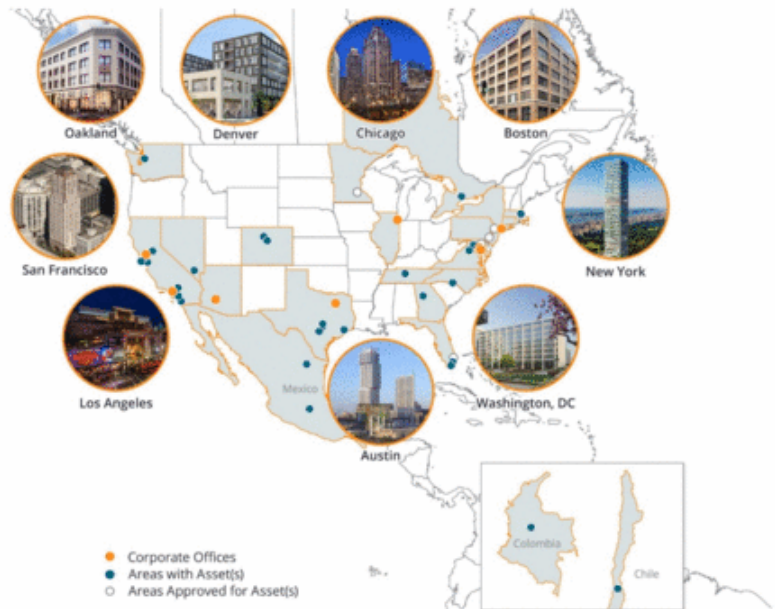 Oakland
Denver
Chicago
Boston
San Francisco
New York
Los Angeles
Mexico
Washington, DC
Austin
Colombia
Chile
Corporate Offices
Areas with Asset(s)
Areas Approved for Asset(s)